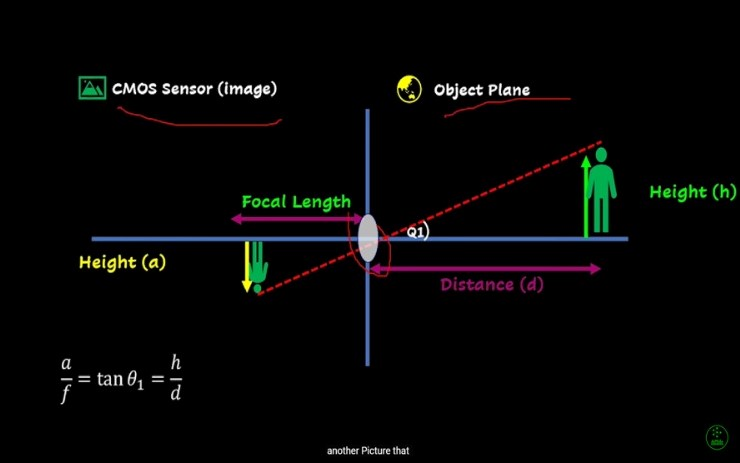 CMOS Sensor (image)
Object Plane
Focal Length
Height (h)
Q1)
Height (a)
Distance (d)
a/f = tan θ₁ = h/d
another Picture that